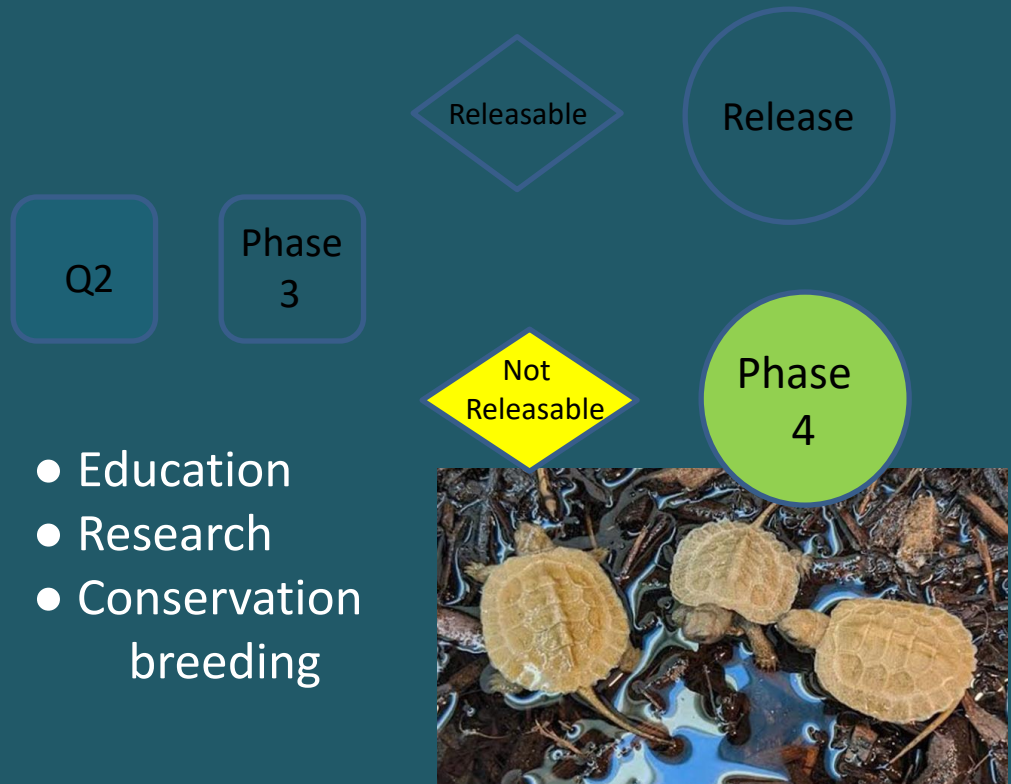 Releasable
Release
Q2
Phase
3
Not
Releasable
Phase
4
● Education
● Research
● Conservation
breeding